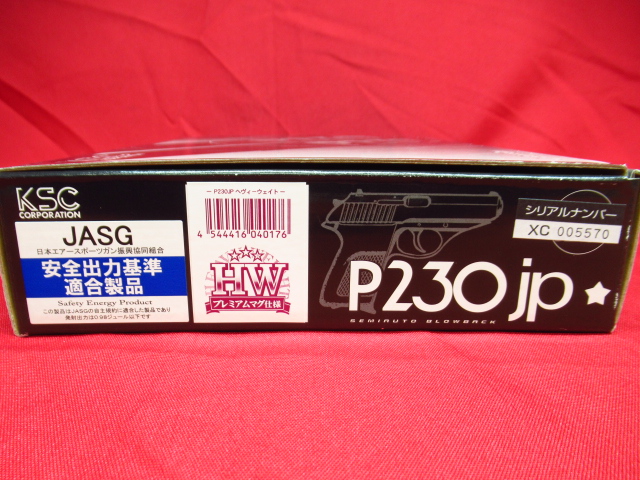 KSC
CORPORATION
JASG
日本エアースポーツガン振興協同組合
安全出力基準
適合製品
Safety Energy Product
この製品はJASGの自主規約に適合した製品であり
発射出力は0.98ジュール以下です
ー P230JP ヘヴィーウェイト ー
4 544416 040176
HW
プレミアムマグ仕様
シリアルナンバー
XC 005570
P230jp
SEMIAUTO BLOWBACK